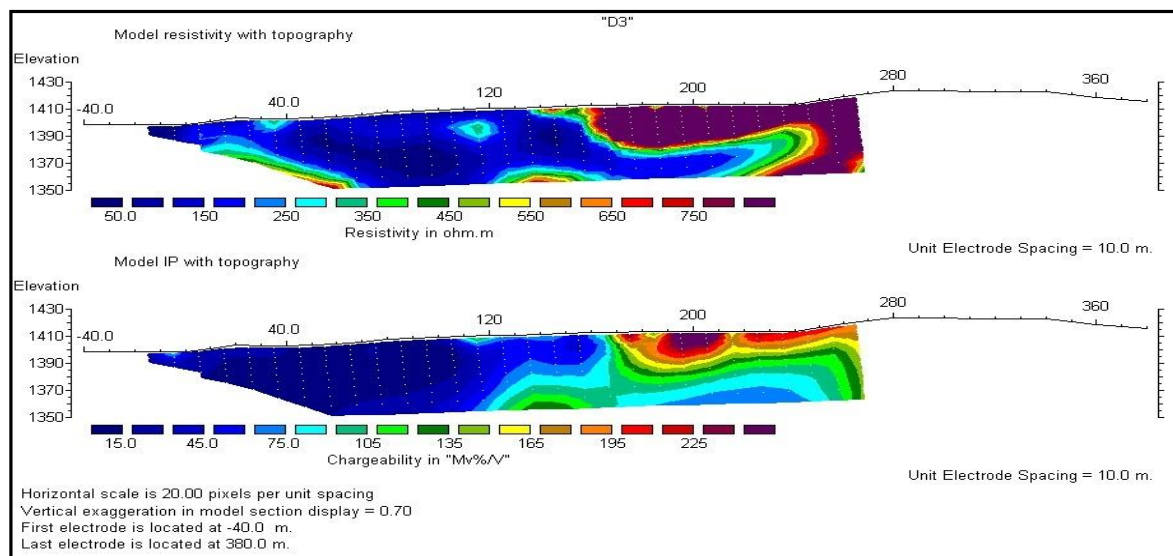 "D3"
Model resistivity with topography
Elevation
1430
-40.0 40.0 120 200 280 360
1410
1390
1370
1350
50.0 150 250 350 450 550 650 750
Resistivity in ohm.m
Unit Electrode Spacing = 10.0 m.
Model IP with topography
Elevation
1430
-40.0 40.0 120 200 280 360
1410
1390
1370
1350
15.0 45.0 75.0 105 135 165 195 225
Chargeability in "Mv%/V"
Unit Electrode Spacing = 10.0 m.
Horizontal scale is 20.00 pixels per unit spacing
Vertical exaggeration in model section display = 0.70
First electrode is located at -40.0 m.
Last electrode is located at 380.0 m.